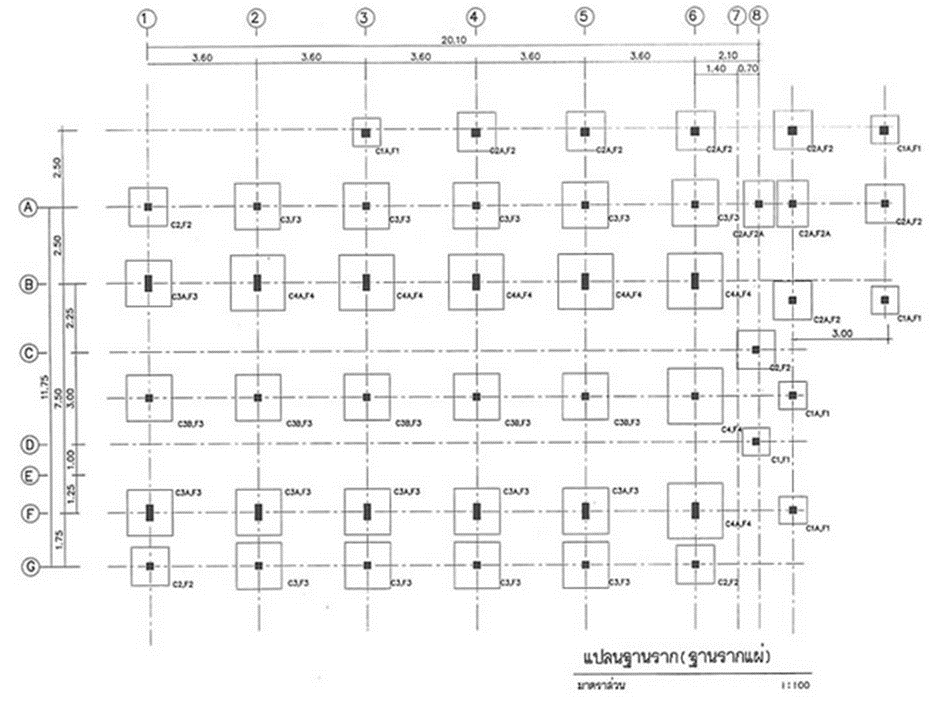 1 2 3 4 5 6 7 8
20.10
3.60 3.60 3.60 3.60 3.60 2.10
1.40 0.70
2.50
C1A,F1 C2A,F2 C2A,F2 C2A,F2 C2A,F2 C1A,F1
A
C2,F2 C3,F3 C3,F3 C3,F3 C3,F3 C3,F3 C2A,F2A C2A,F2A C2A,F2
2.50
B
C3A,F3 C4A,F4 C4A,F4 C4A,F4 C4A,F4 C4A,F4 C2A,F2 C1A,F1
2.25
3.00
C
C2,F2
11.75 7.50 3.00
C3B,F3 C3B,F3 C3B,F3 C3B,F3 C3B,F3 C4,F4 C1A,F1
D
C1,F1
1.00
E
1.25
C3A,F3 C3A,F3 C3A,F3 C3A,F3 C3A,F3
F
C4A,F4 C1A,F1
1.75
G
C2,F2 C3,F3 C3,F3 C3,F3 C3,F3 C2,F2
แปลนฐานราก(ฐานรากแผ่)
มาตราส่วน 1:100